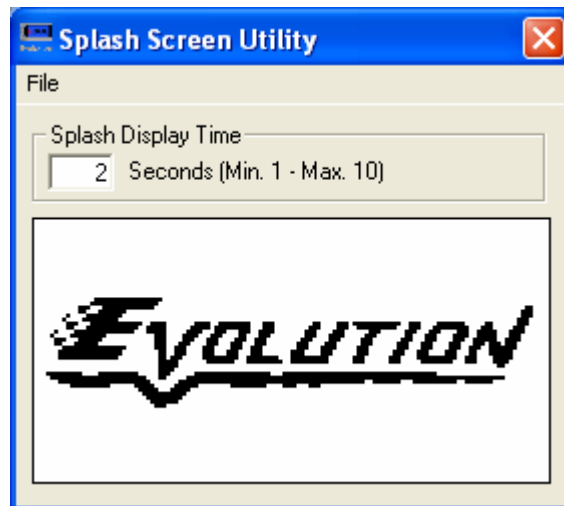 Splash Screen Utility
File
Splash Display Time
2 Seconds (Min. 1 - Max. 10)
EVOLUTION